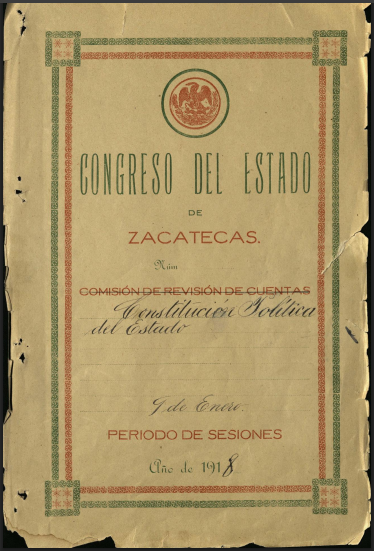 CONGRESO DEL ESTADO
DE
ZACATECAS.
Núm
COMISIÓN DE REVISIÓN DE CUENTAS
Constitución Política
del Estado
9 de Enero.
PERIODO DE SESIONES
Año de 1918